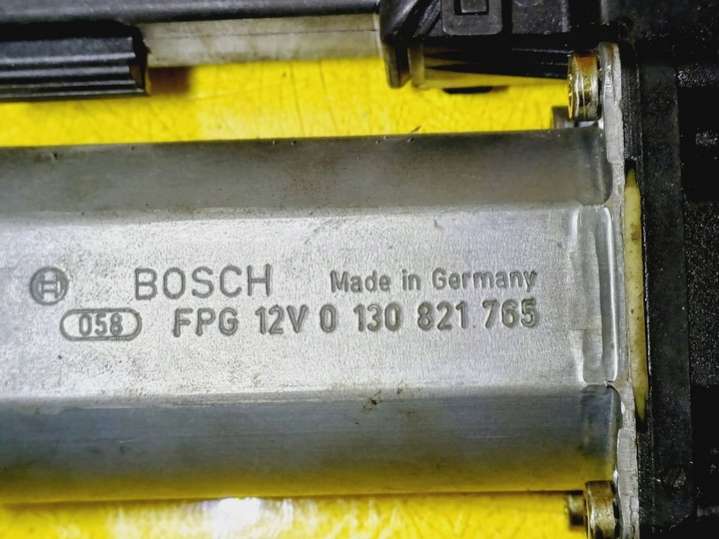 BOSCH Made in Germany
058 FPG 12V 0 130 821 765